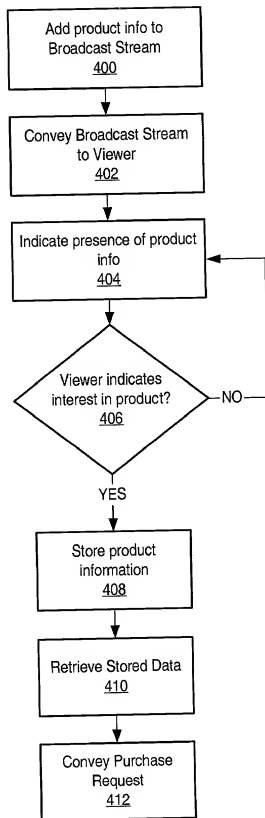 Add product info to
Broadcast Stream
400
Convey Broadcast Stream
to Viewer
402
Indicate presence of product
info
404
Viewer indicates
interest in product?
406
NO
YES
Store product
information
408
Retrieve Stored Data
410
Convey Purchase
Request
412